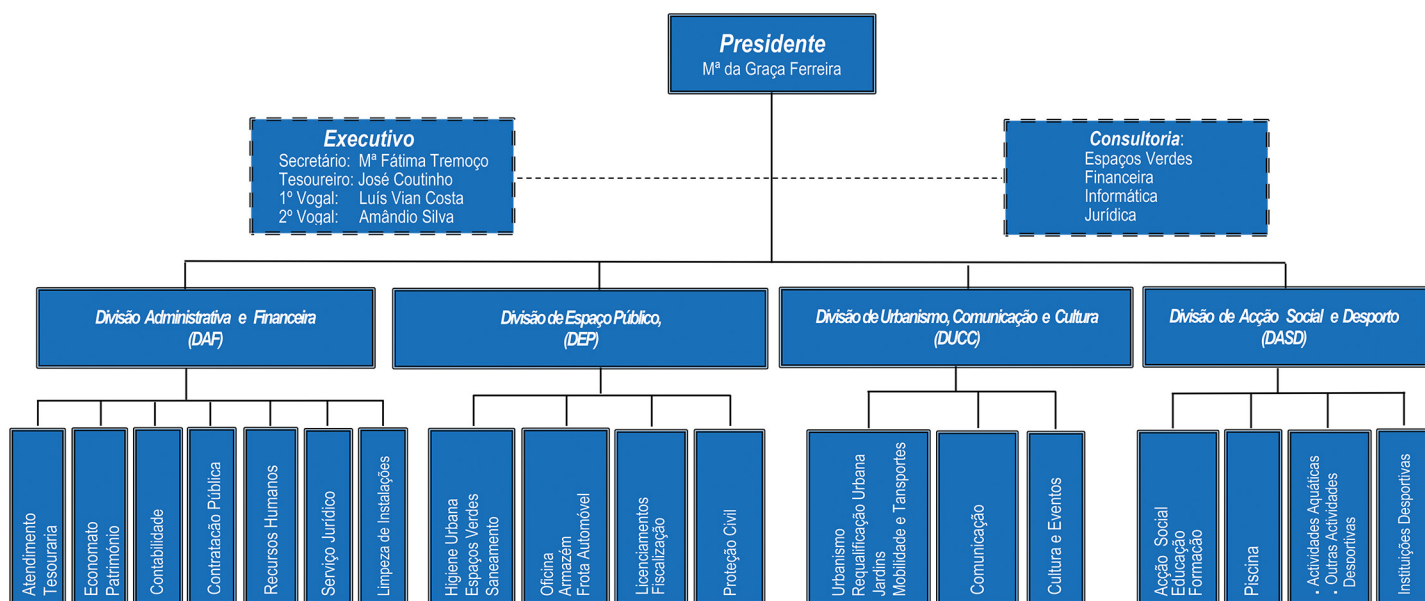 Presidente
Mª da Graça Ferreira
Executivo
Secretário: Mª Fátima Tremoço
Tesoureiro: José Coutinho
1º Vogal: Luís Vian Costa
2º Vogal: Amândio Silva
Consultoria:
Espaços Verdes
Financeira
Informática
Jurídica
Divisão Administrativa e Financeira
(DAF)
Divisão de Espaço Público,
(DEP)
Divisão de Urbanismo, Comunicação e Cultura
(DUCC)
Divisão de Acção Social e Desporto
(DASD)
Atendimento
Tesouraria
Economato
Património
Contabilidade
Contratação Pública
Recursos Humanos
Serviço Jurídico
Limpeza de Instalações
Higiene Urbana
Espaços Verdes
Saneamento
Oficina
Armazém
Frota Automóvel
Licenciamentos
Fiscalização
Proteção Civil
Urbanismo
Requalificação Urbana
Jardins
Mobilidade e Tansportes
Comunicação
Cultura e Eventos
Acção Social
Educação
Formação
Piscina
. Actividades Aquáticas
. Outras Actividades
Desportivas
Instituições Desportivas